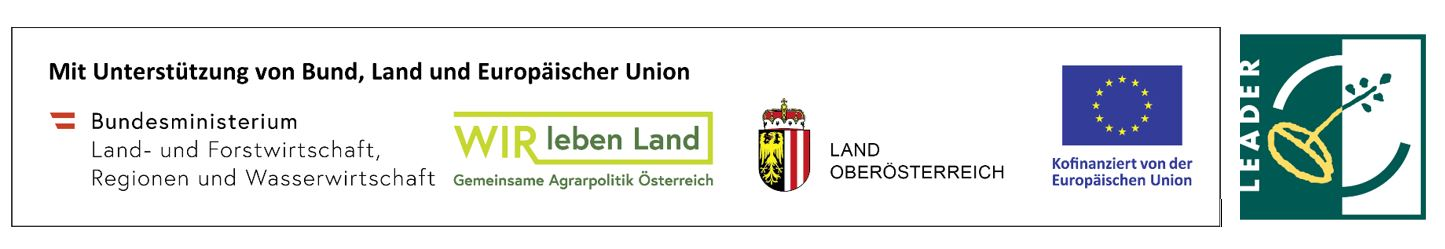 Mit Unterstützung von Bund, Land und Europäischer Union
Bundesministerium
Land- und Forstwirtschaft,
Regionen und Wasserwirtschaft
WIR leben Land
Gemeinsame Agrarpolitik Österreich
LAND
OBERÖSTERREICH
Kofinanziert von der
Europäischen Union
LEADER